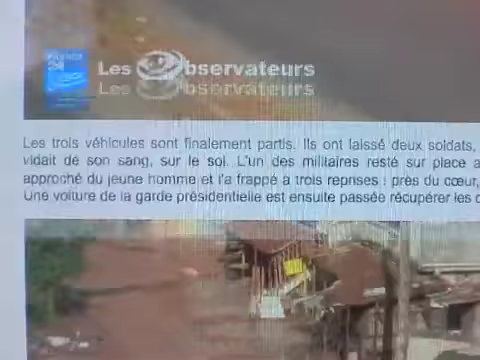 FRANCE
24
Les Observateurs
Les Observateurs
Les trois véhicules sont finalement partis. Ils ont laissé deux soldats,
vidait de son sang, sur le sol. L'un des militaires resté sur place a
approché du jeune homme et l'a frappé à trois reprises : près du cœur,
Une voiture de la garde présidentielle est ensuite passée récupérer les